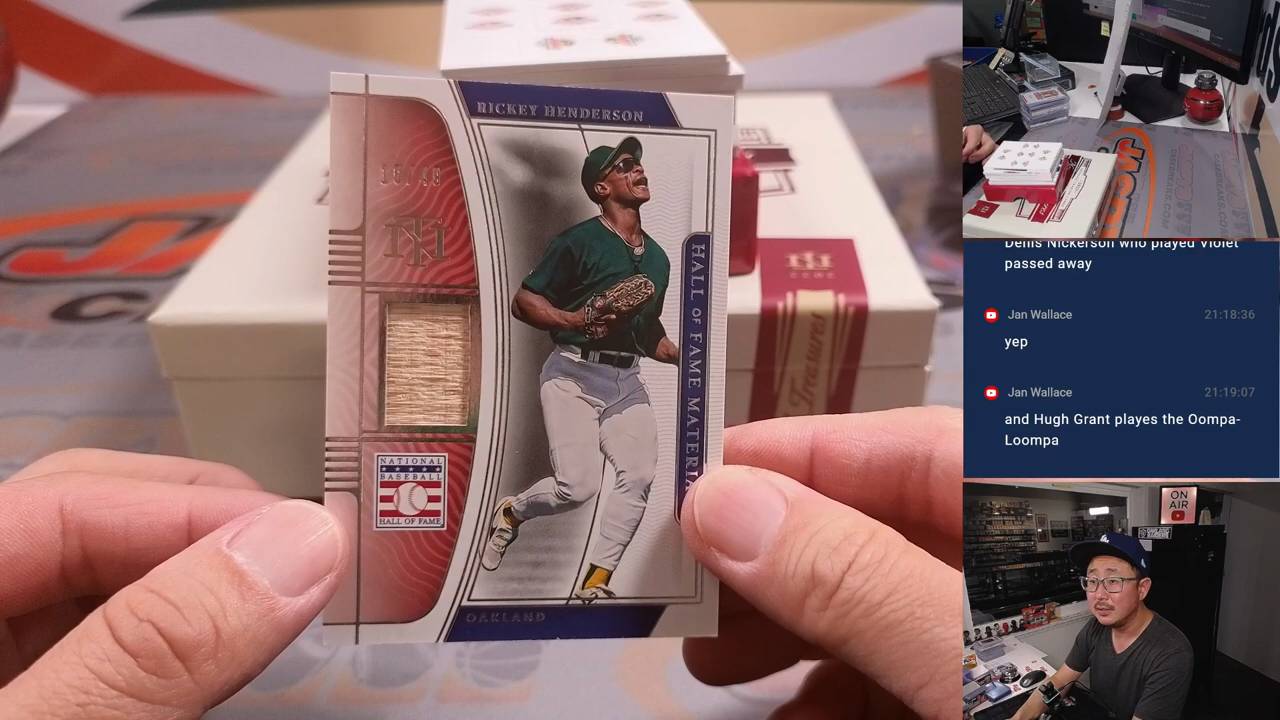 RICKEY HENDERSON
HALL OF FAME MATERIA
NATIONAL
BASEBALL
HALL OF FAME
OAKLAND
Treasures
Denis Nickerson who played Violet
passed away
Jan Wallace
21:18:36
yep
Jan Wallace
21:19:07
and Hugh Grant playes the Oompa-
Loompa
ON
AIR